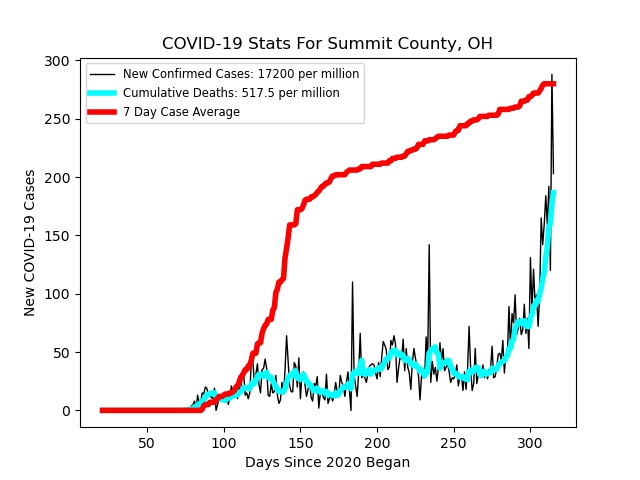 COVID-19 Stats For Summit County, OH
New Confirmed Cases: 17200 per million
Cumulative Deaths: 517.5 per million
7 Day Case Average
New COVID-19 Cases
300
250
200
150
100
50
0
50 100 150 200 250 300
Days Since 2020 Began